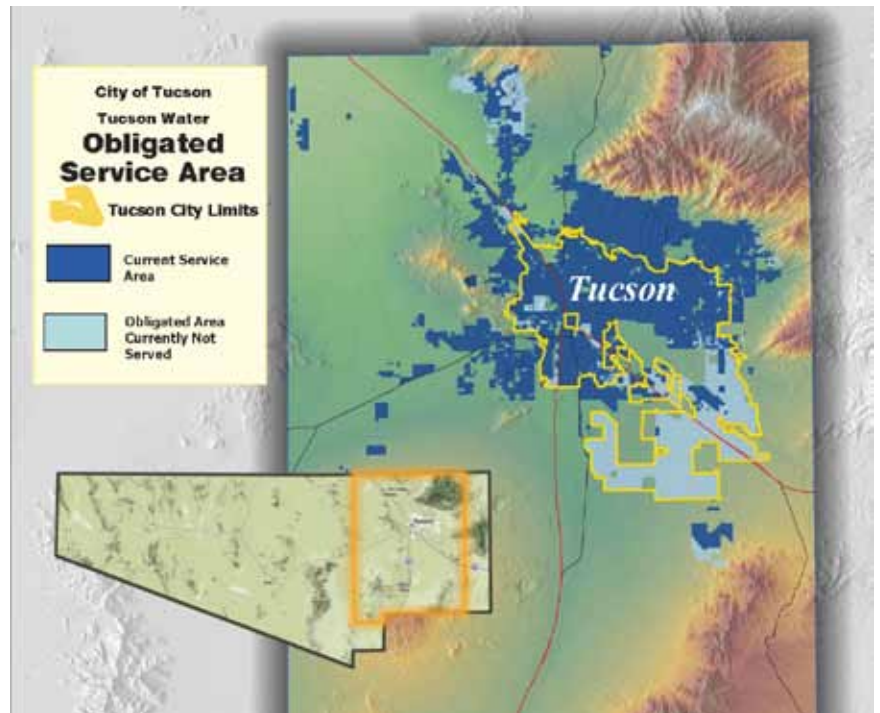 City of Tucson
Tucson Water
Obligated
Service Area
Tucson City Limits
Current Service
Area
Obligated Area
Currently Not
Served
Tucson